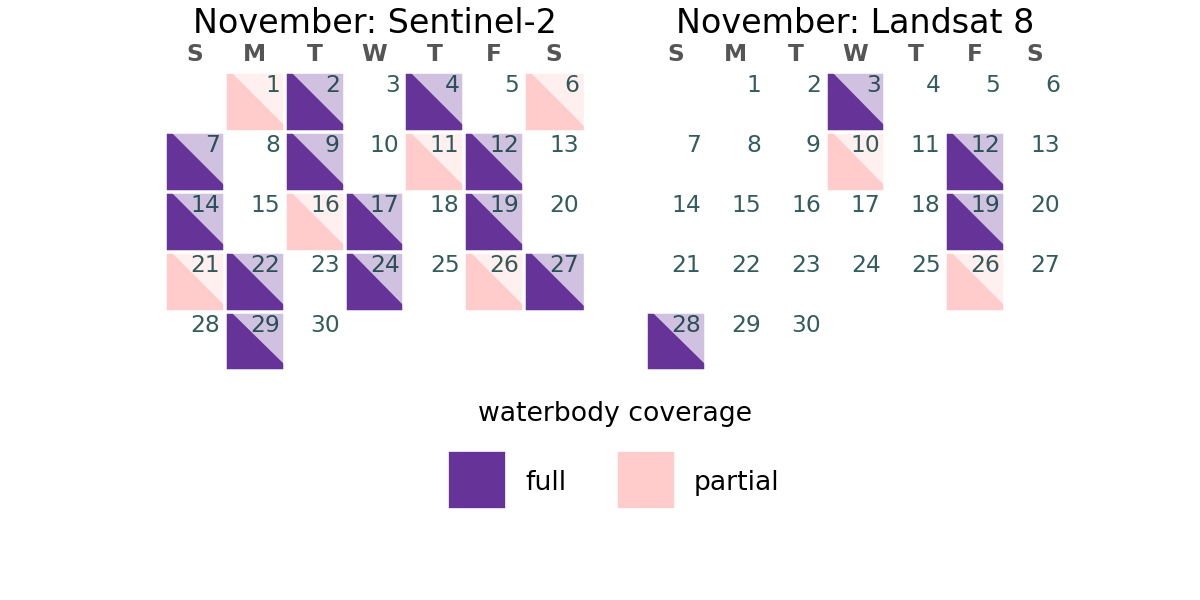 November: Sentinel-2
S M T W T F S
1 2 3 4 5 6
7 8 9 10 11 12 13
14 15 16 17 18 19 20
21 22 23 24 25 26 27
28 29 30
November: Landsat 8
S M T W T F S
1 2 3 4 5 6
7 8 9 10 11 12 13
14 15 16 17 18 19 20
21 22 23 24 25 26 27
28 29 30
waterbody coverage
full partial